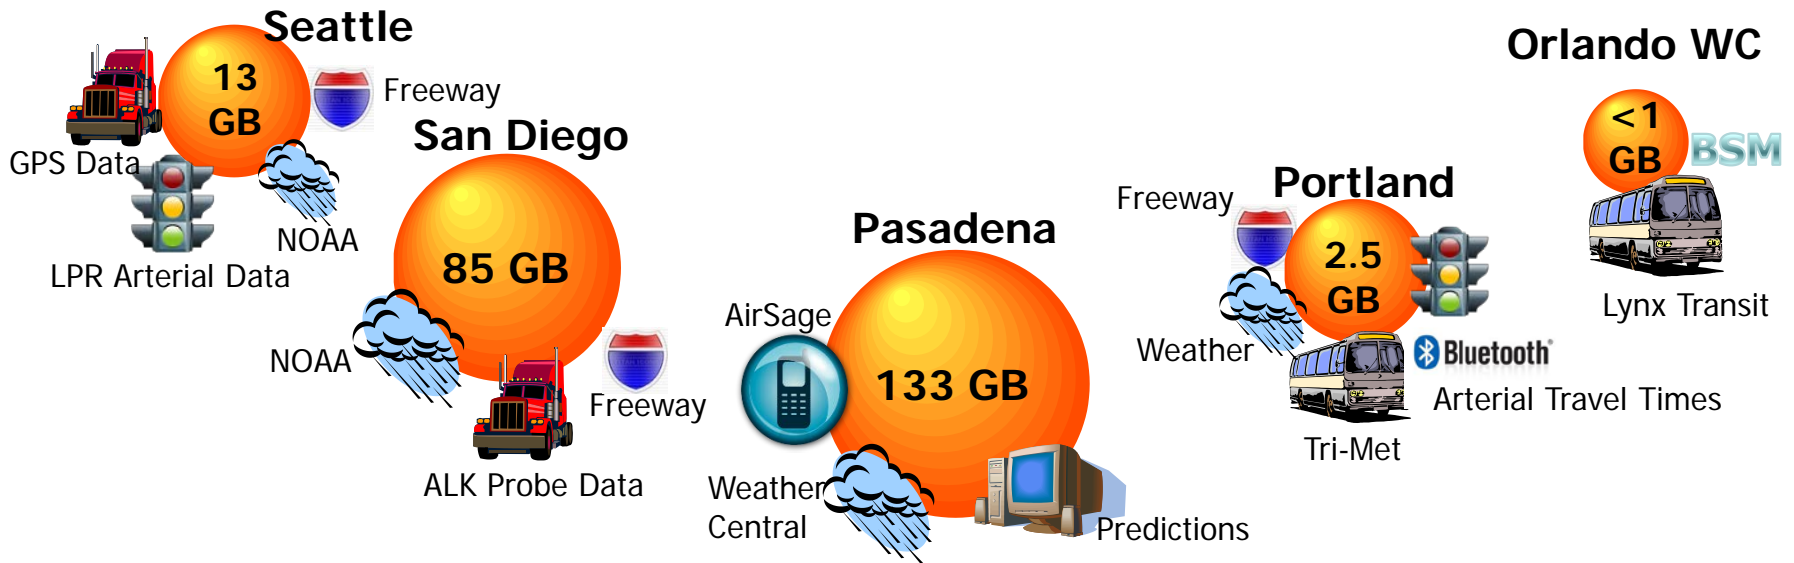 Seattle
13
GB
Freeway
GPS Data
NOAA
LPR Arterial Data
San Diego
85 GB
NOAA
Freeway
ALK Probe Data
Pasadena
AirSage
133 GB
Weather
Central
Predictions
Portland
Freeway
2.5
GB
Weather
Bluetooth
Arterial Travel Times
Tri-Met
Orlando WC
<1
GB
BSM
Lynx Transit